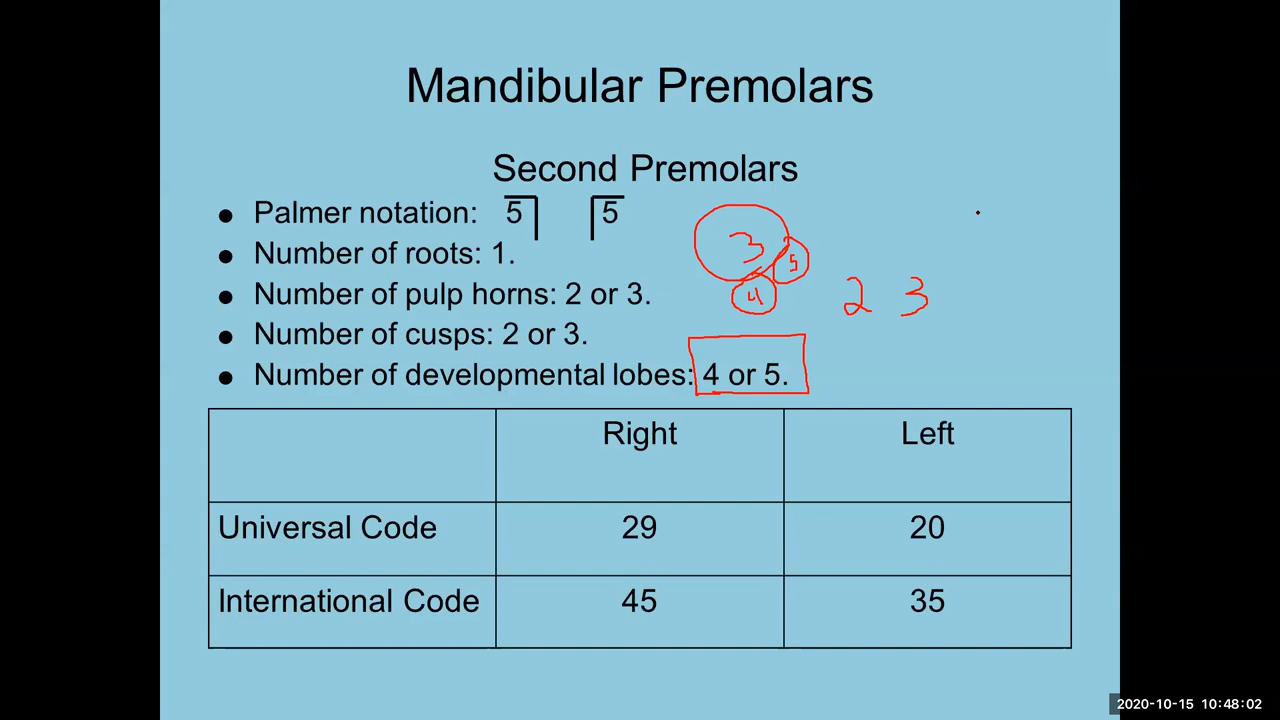 Mandibular Premolars
Second Premolars
● Palmer notation: 5 5
● Number of roots: 1.
3
5
● Number of pulp horns: 2 or 3.
4
2 3
● Number of cusps: 2 or 3.
● Number of developmental lobes: 4 or 5.
Right Left
Universal Code 29 20
International Code 45 35
2020-10-15 10:48:02